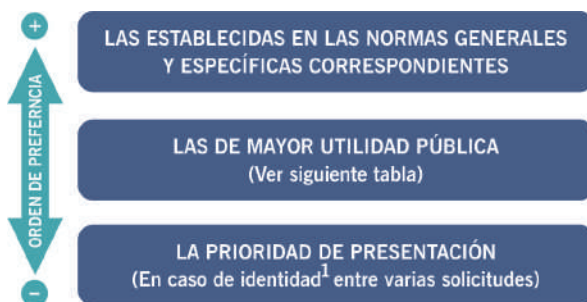 +
LAS ESTABLECIDAS EN LAS NORMAS GENERALES
Y ESPECÍFICAS CORRESPONDIENTES
ORDEN DE PREFERNCIA
LAS DE MAYOR UTILIDAD PÚBLICA
(Ver siguiente tabla)
LA PRIORIDAD DE PRESENTACIÓN
(En caso de identidad¹ entre varias solicitudes)
–